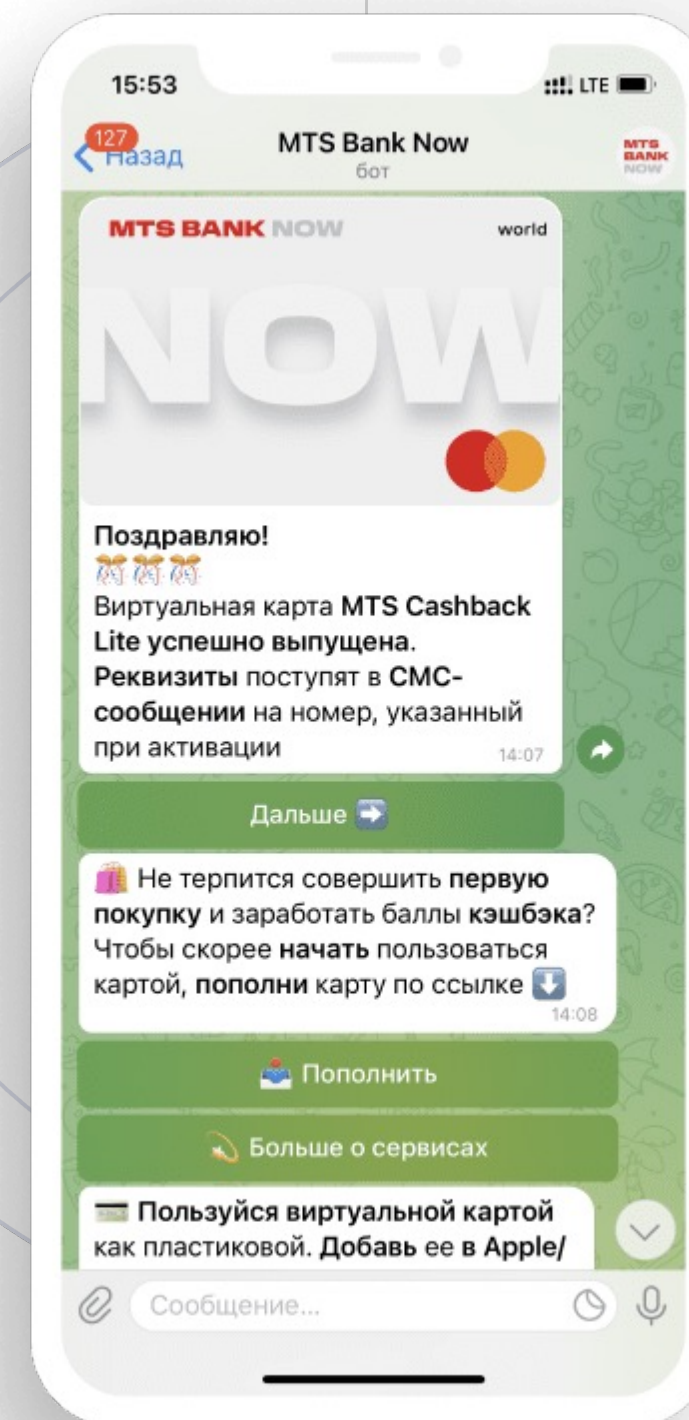 15:53
LTE
127
Назад
MTS Bank Now
MTS
BANK
NOW
бот
MTS BANK NOW
world
NOW
Поздравляю!
🎊🎊🎊
Виртуальная карта MTS Cashback
Lite успешно выпущена.
Реквизиты поступят в СМС-
сообщении на номер, указанный
при активации
14:07
Дальше ➡️
🛍️ Не терпится совершить первую
покупку и заработать баллы кэшбэка?
Чтобы скорее начать пользоваться
картой, пополни карту по ссылке ⬇️
14:08
📥 Пополнить
💫 Больше о сервисах
💳 Пользуйся виртуальной картой
как пластиковой. Добавь ее в Apple/
Сообщение...